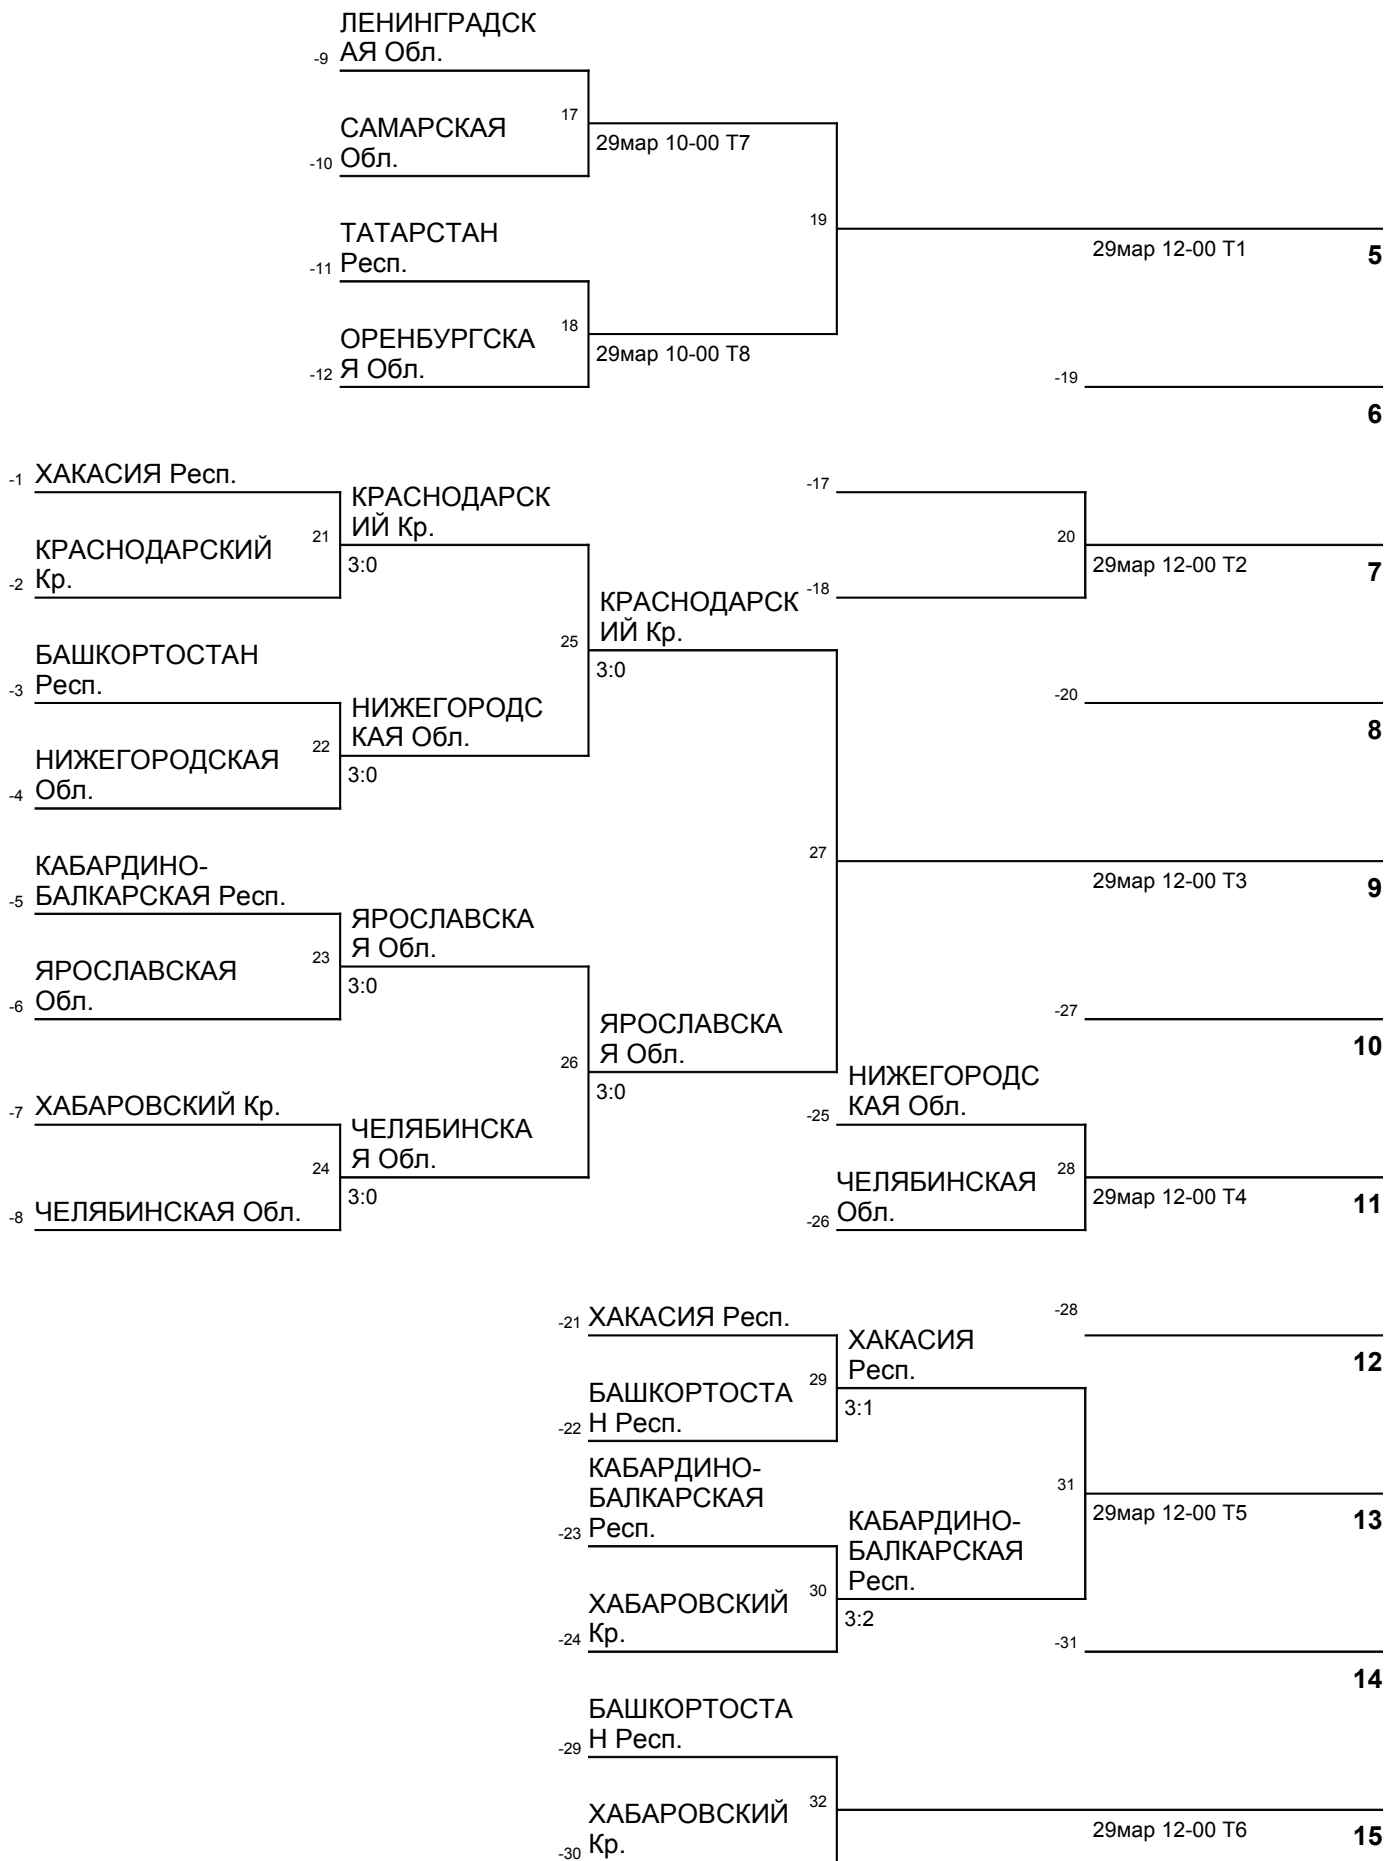 ЛЕНИНГРАДСК
-9 АЯ Обл.
17
САМАРСКАЯ
-10 Обл.
29мар 10-00 Т7
ТАТАРСТАН
-11 Респ.
19
29мар 12-00 Т1
5
18
ОРЕНБУРГСКА
-12 Я Обл.
29мар 10-00 Т8
-19
6
-1 ХАКАСИЯ Респ.
КРАСНОДАРСК
ИЙ Кр.
21
3:0
КРАСНОДАРСКИЙ
-2 Кр.
-17
20
29мар 12-00 Т2
7
-18
КРАСНОДАРСК
ИЙ Кр.
25
3:0
БАШКОРТОСТАН
-3 Респ.
НИЖЕГОРОДС
КАЯ Обл.
22
3:0
НИЖЕГОРОДСКАЯ
-4 Обл.
-20
8
КАБАРДИНО-
-5 БАЛКАРСКАЯ Респ.
27
29мар 12-00 Т3
9
ЯРОСЛАВСКА
Я Обл.
23
3:0
ЯРОСЛАВСКАЯ
-6 Обл.
-27
10
ЯРОСЛАВСКА
Я Обл.
26
3:0
-7 ХАБАРОВСКИЙ Кр.
ЧЕЛЯБИНСКА
Я Обл.
24
3:0
-8 ЧЕЛЯБИНСКАЯ Обл.
НИЖЕГОРОДС
-25 КАЯ Обл.
28
ЧЕЛЯБИНСКАЯ
-26 Обл.
29мар 12-00 Т4
11
-21 ХАКАСИЯ Респ.
-28
12
ХАКАСИЯ
Респ.
29
3:1
БАШКОРТОСТА
-22 Н Респ.
КАБАРДИНО-
БАЛКАРСКАЯ
-23 Респ.
31
29мар 12-00 Т5
13
КАБАРДИНО-
БАЛКАРСКАЯ
Респ.
30
3:2
ХАБАРОВСКИЙ
-24 Кр.
-31
14
БАШКОРТОСТА
-29 Н Респ.
32
ХАБАРОВСКИЙ
-30 Кр.
29мар 12-00 Т6
15